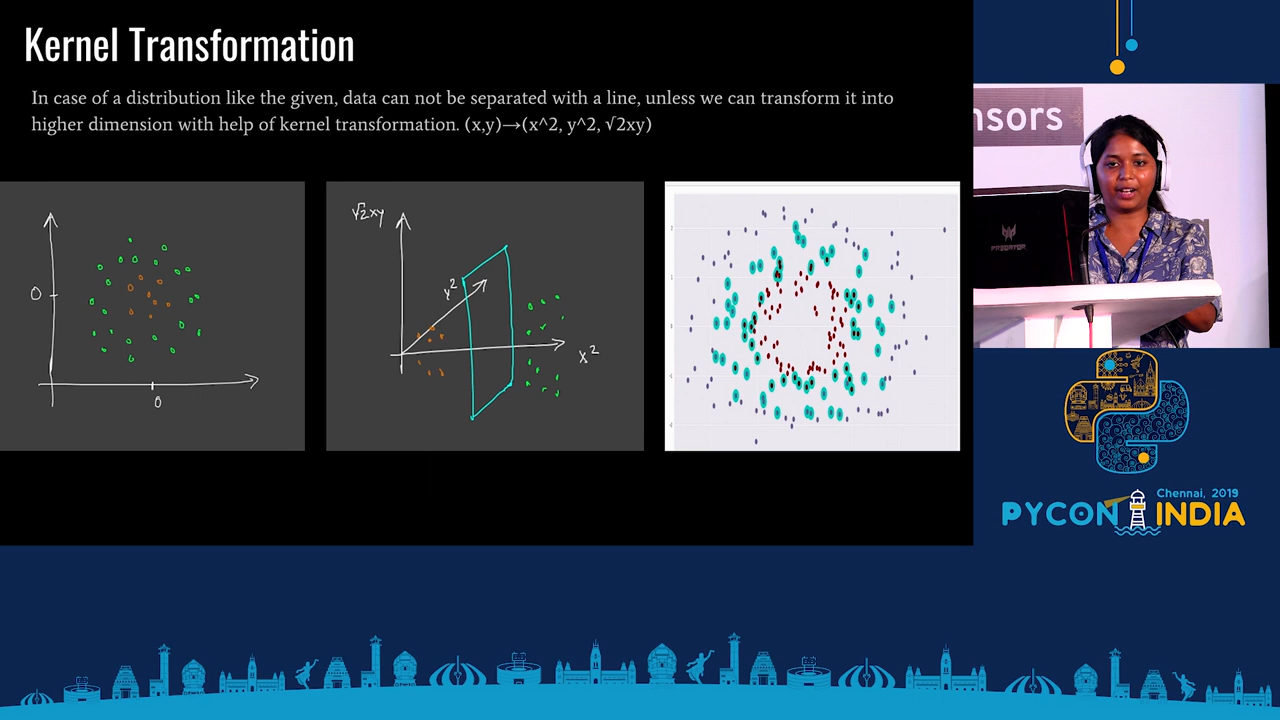 Kernel Transformation
In case of a distribution like the given, data can not be separated with a line, unless we can transform it into
higher dimension with help of kernel transformation. (x,y)→(x^2, y^2, √2xy)
0
0
√2xy
y²
x²
nsors
PREDATOR
Chennai, 2019
PYCON INDIA